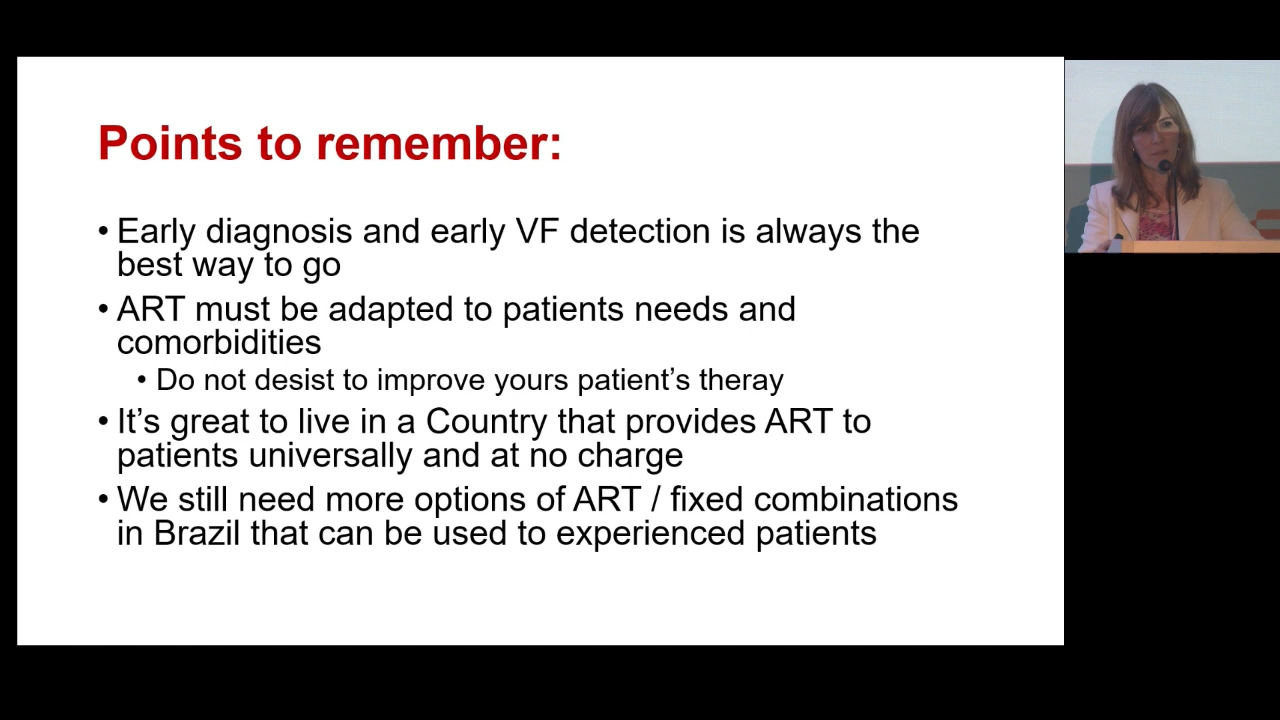 Points to remember:
• Early diagnosis and early VF detection is always the
best way to go
• ART must be adapted to patients needs and
comorbidities
• Do not desist to improve yours patient’s theray
• It’s great to live in a Country that provides ART to
patients universally and at no charge
• We still need more options of ART / fixed combinations
in Brazil that can be used to experienced patients